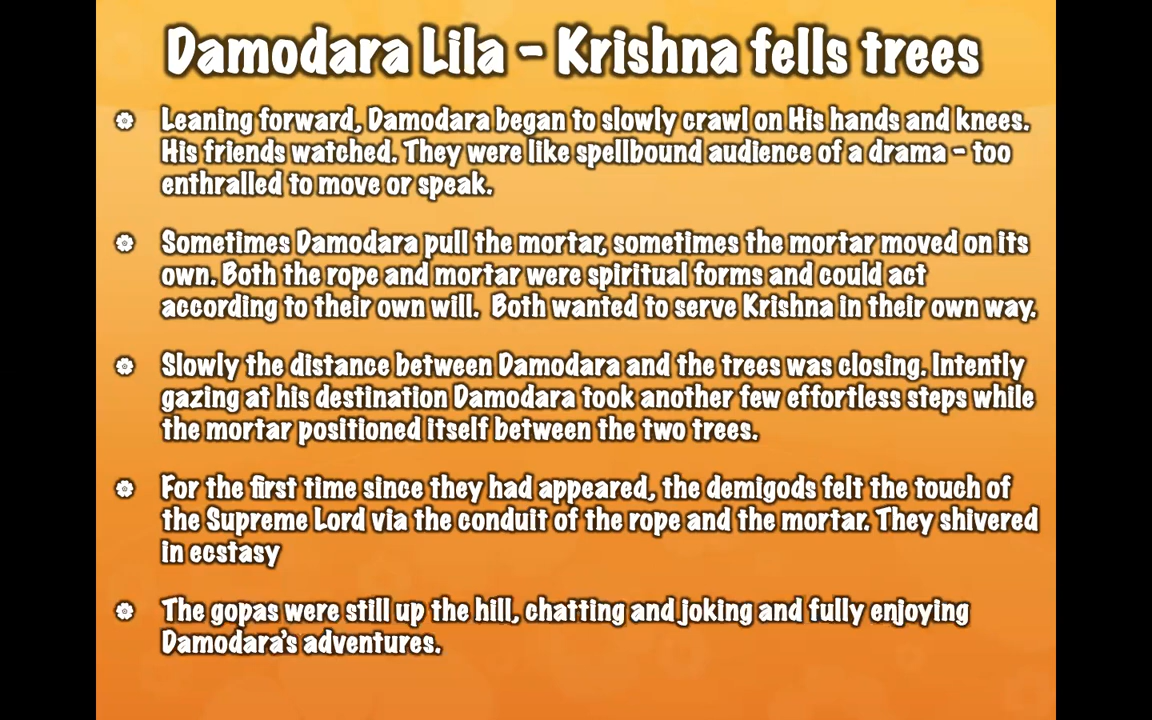 Damodara Lila - Krishna fells trees
Leaning forward, Damodara began to slowly crawl on His hands and knees.
His friends watched. They were like spellbound audience of a drama - too
enthralled to move or speak.
Sometimes Damodara pull the mortar, sometimes the mortar moved on its
own. Both the rope and mortar were spiritual forms and could act
according to their own will.  Both wanted to serve Krishna in their own way.
Slowly the distance between Damodara and the trees was closing. Intently
gazing at his destination Damodara took another few effortless steps while
the mortar positioned itself between the two trees.
For the first time since they had appeared, the demigods felt the touch of
the Supreme Lord via the conduit of the rope and the mortar. They shivered
in ecstasy
The gopas were still up the hill, chatting and joking and fully enjoying
Damodara's adventures.